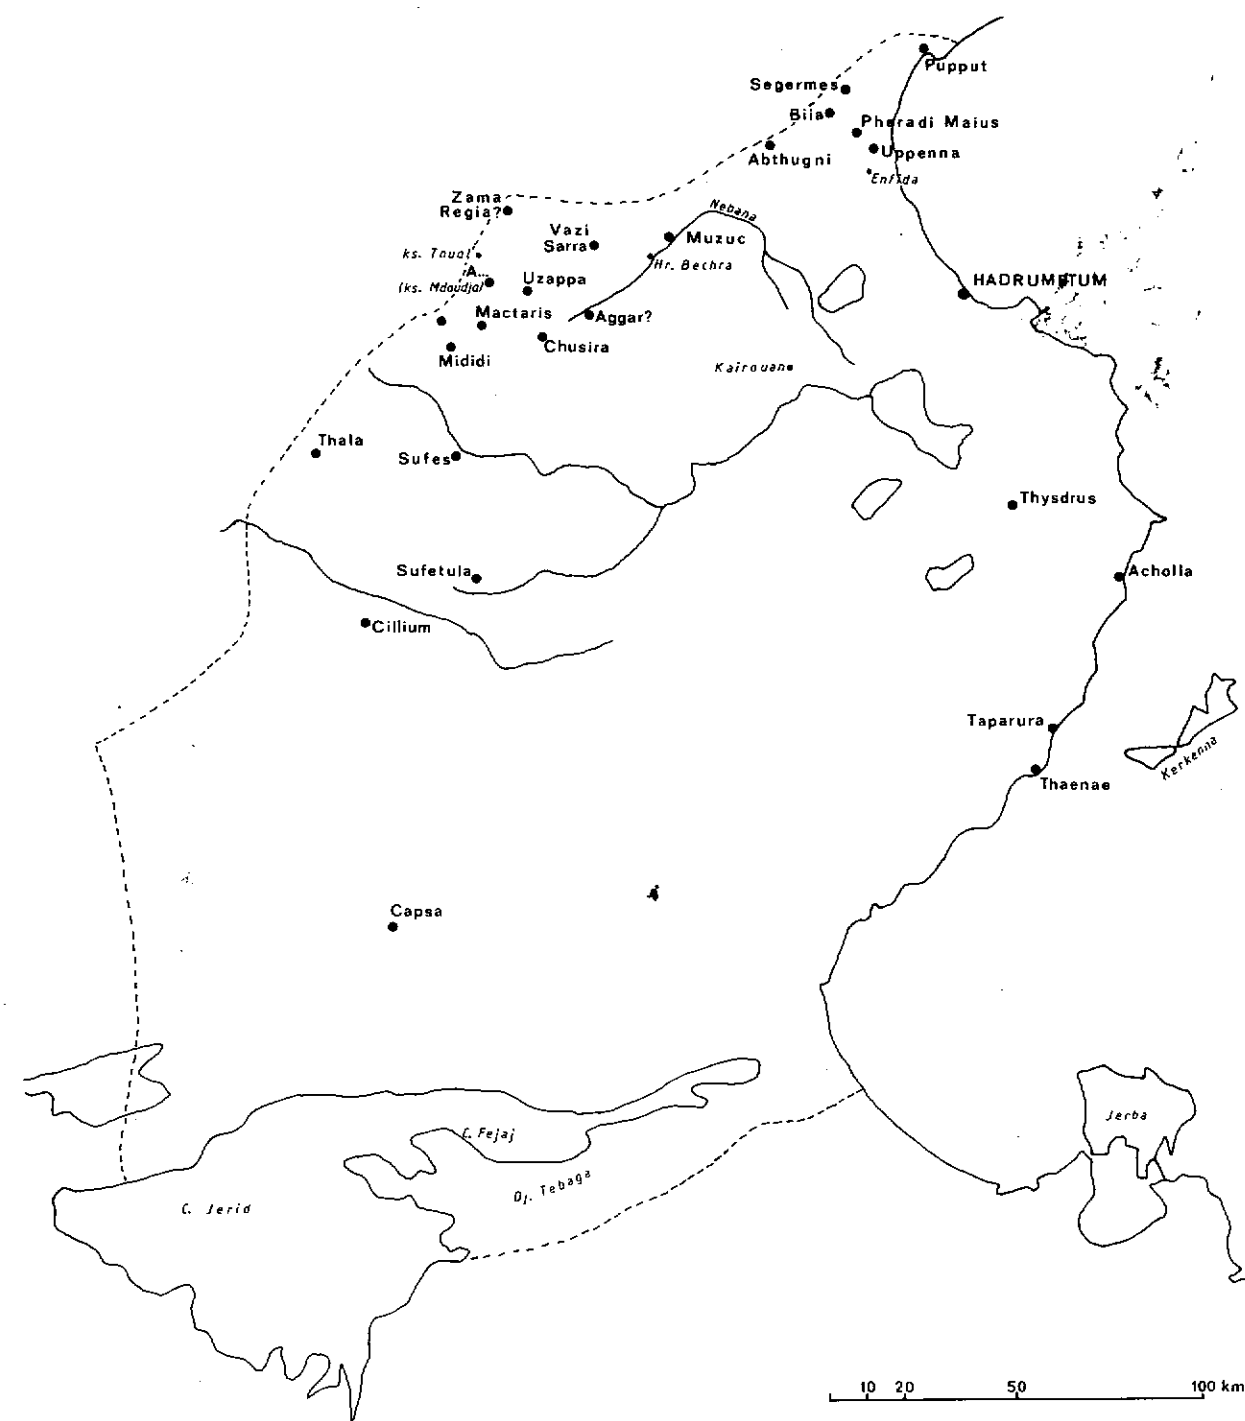 Pupput
Segermes
Biia
Pheradi Maius
Abthugni
Uppenna
Enfida
Zama
Regia?
Nebana
Vazi
Sarra
Muzuc
ks. Tnual
Hr. Bechra
A...
(ks. Mdoudja)
Uzappa
HADRUMETUM
Mactaris
Aggar?
Mididi
Chusira
Kairouan
Thala
Sufes
Thysdrus
Sufetula
Acholla
Cillium
Taparura
Kerkenna
Thaenae
Capsa
Jerba
C. Fejaj
Dj. Tebaga
C. Jerid
10 20 50 100 km